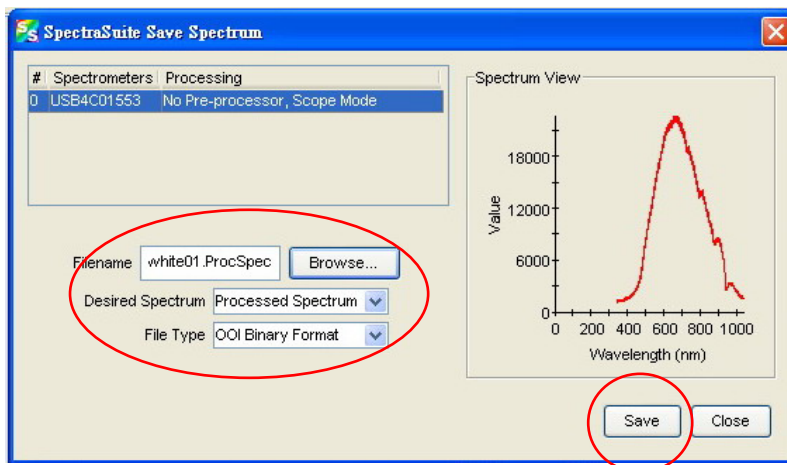 SpectraSuite Save Spectrum
# Spectrometers Processing
0 USB4C01553 No Pre-processor, Scope Mode
Filename white01.ProcSpec Browse...
Desired Spectrum Processed Spectrum
File Type OOI Binary Format
Spectrum View
18000
12000
6000
0
Value
0 200 400 600 800 1000
Wavelength (nm)
Save Close